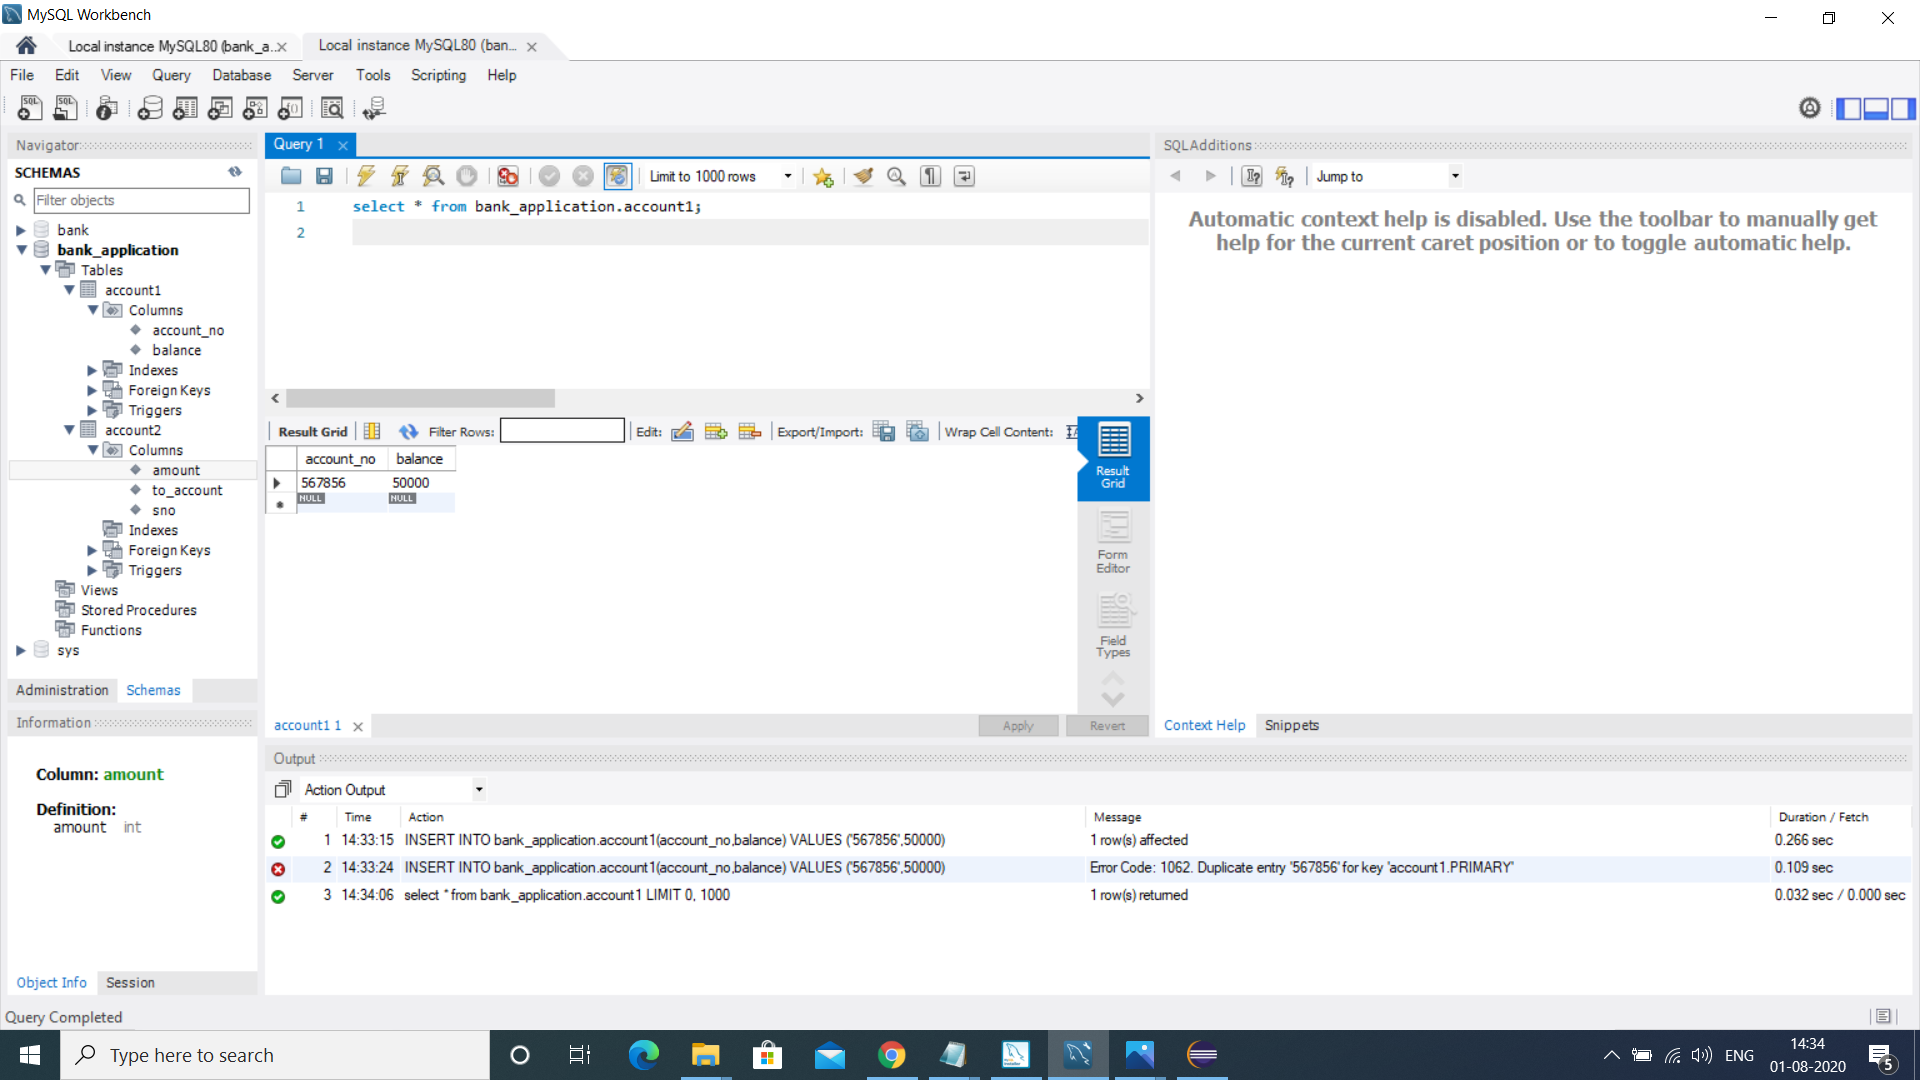 MySQL Workbench
Local instance MySQL80 (bank_a..
Local instance MySQL80 (ban...
File Edit View Query Database Server Tools Scripting Help
Navigator
SCHEMAS
Filter objects
bank
bank_application
Tables
account1
Columns
account_no
balance
Indexes
Foreign Keys
Triggers
account2
Columns
amount
to_account
sno
Indexes
Foreign Keys
Triggers
Views
Stored Procedures
Functions
sys
Administration Schemas
Information
Column: amount
Definition:
amount int
Object Info Session
Query 1
Limit to 1000 rows
1 select * from bank_application.account1;
2
Result Grid Filter Rows: Edit: Export/Import: Wrap Cell Content:
account_no balance
567856 50000
NULL NULL
Result
Grid
Form
Editor
Field
Types
account1 1
Apply Revert
SQLAdditions
Jump to
Automatic context help is disabled. Use the toolbar to manually get
help for the current caret position or to toggle automatic help.
Context Help Snippets
Output
Action Output
# Time Action Message Duration / Fetch
1 14:33:15 INSERT INTO bank_application.account1(account_no,balance) VALUES ('567856',50000) 1 row(s) affected 0.266 sec
2 14:33:24 INSERT INTO bank_application.account1(account_no,balance) VALUES ('567856',50000) Error Code: 1062. Duplicate entry '567856' for key 'account1.PRIMARY' 0.109 sec
3 14:34:06 select * from bank_application.account1 LIMIT 0, 1000 1 row(s) returned 0.032 sec / 0.000 sec
Query Completed
Type here to search
ENG
14:34
01-08-2020
5